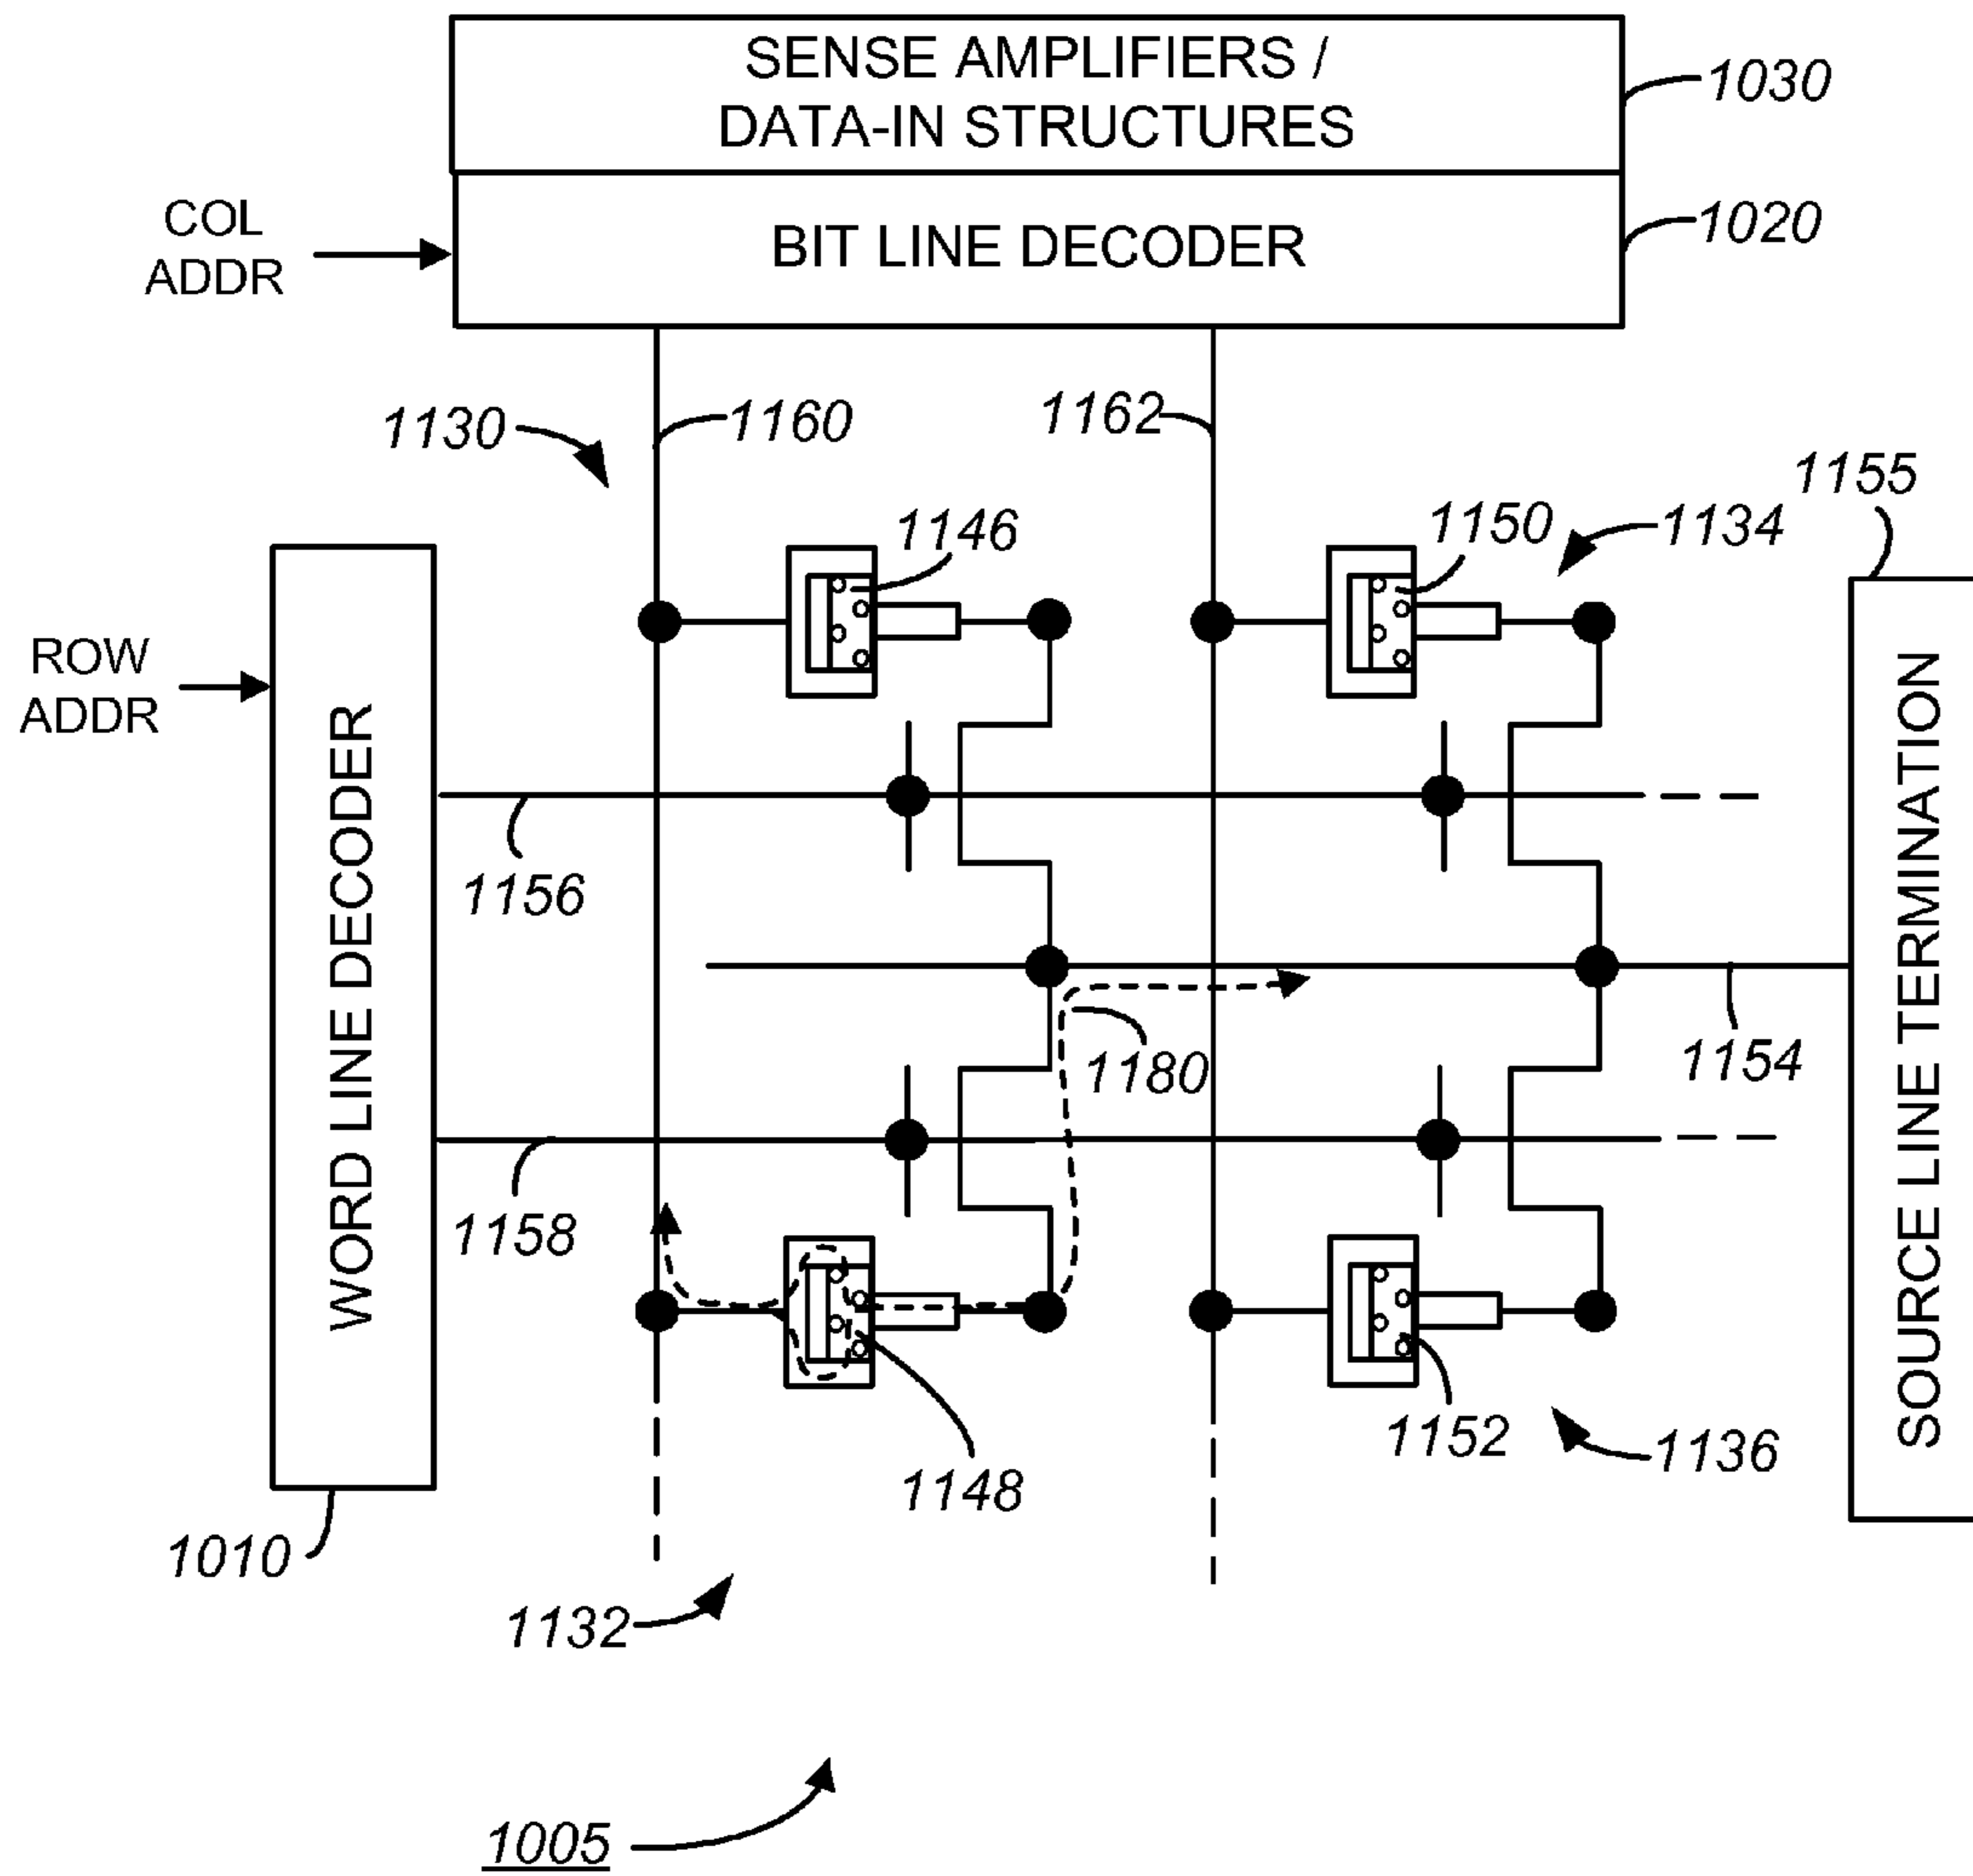 SENSE AMPLIFIERS /
DATA-IN STRUCTURES
1030
COL
ADDR
BIT LINE DECODER
1020
1130
1160
1162
1155
1146
1150
1134
ROW
ADDR
WORD LINE DECODER
SOURCE LINE TERMINATION
1156
1180
1154
1158
1148
1152
1136
1010
1132
1005